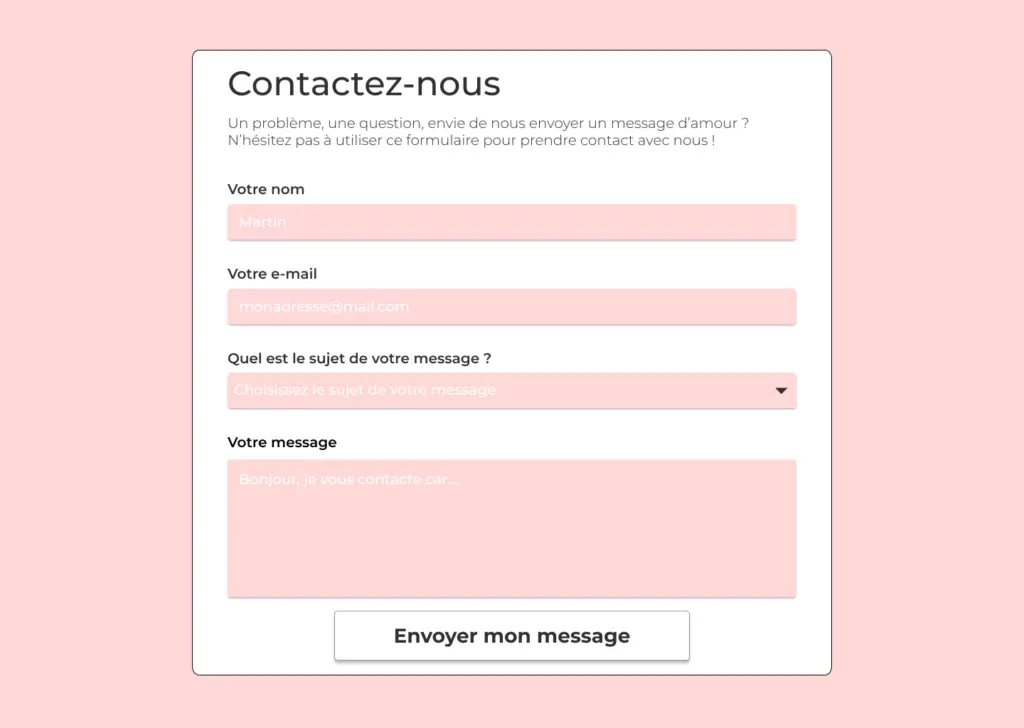 Contactez-nous
Un problème, une question, envie de nous envoyer un message d’amour ?
N’hésitez pas à utiliser ce formulaire pour prendre contact avec nous !
Votre nom
Martin
Votre e-mail
monadresse@mail.com
Quel est le sujet de votre message ?
Choisissez le sujet de votre message
Votre message
Bonjour, je vous contacte car...
Envoyer mon message